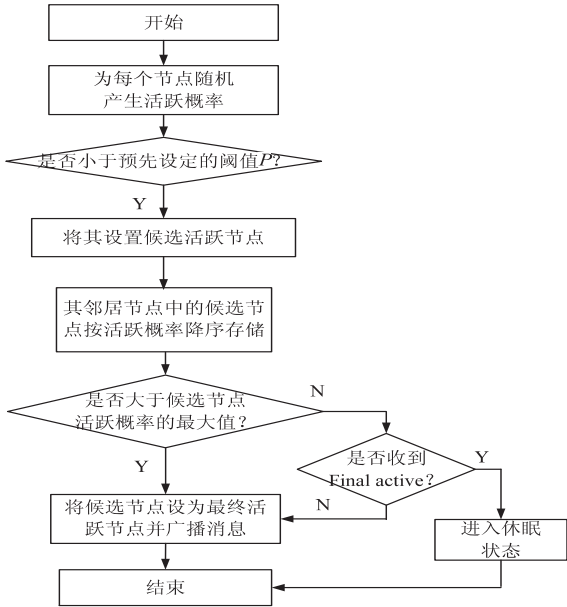 开始
为每个节点随机
产生活跃概率
是否小于预先设定的阈值P?
Y
将其设置候选活跃节点
其邻居节点中的候选节
点按活跃概率降序存储
是否大于候选节点
活跃概率的最大值?
N
Y
是否收到
Final active?
Y
N
将候选节点设为最终活
跃节点并广播消息
进入休眠
状态
结束